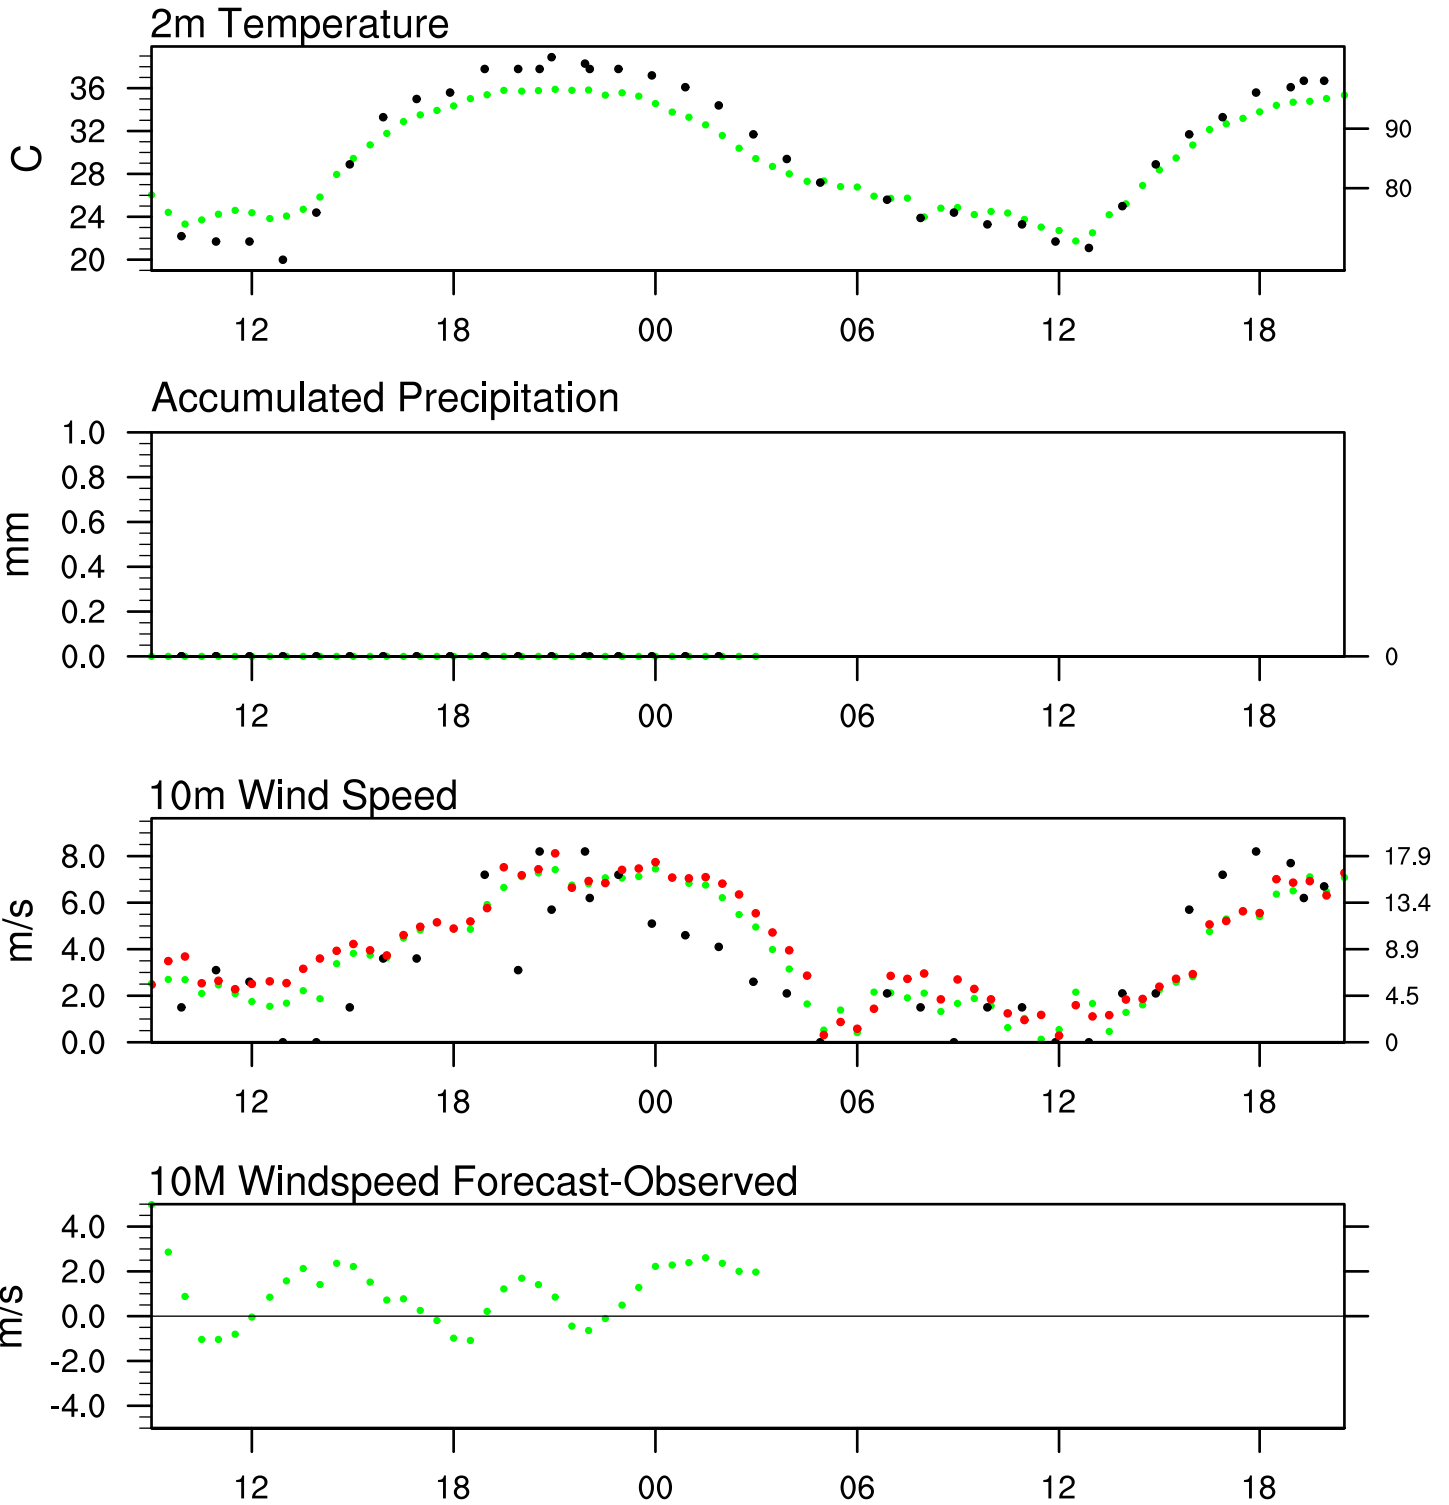 2m Temperature
C
36
32
28
24
20
90
80
12 18 00 06 12 18
Accumulated Precipitation
mm
1.0
0.8
0.6
0.4
0.2
0.0
0
12 18 00 06 12 18
10m Wind Speed
m/s
8.0
6.0
4.0
2.0
0.0
17.9
13.4
8.9
4.5
0
12 18 00 06 12 18
10M Windspeed Forecast-Observed
m/s
4.0
2.0
0.0
-2.0
-4.0
12 18 00 06 12 18